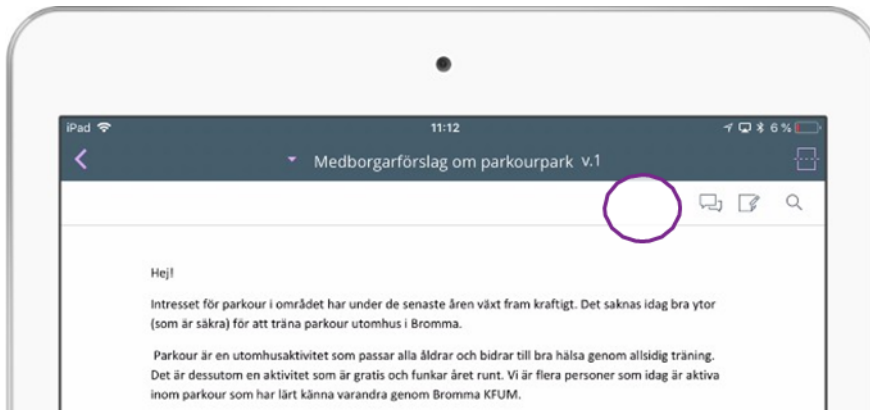 iPad 11:12 6 %
Medborgarförslag om parkourpark v.1
Hej!
Intresset för parkour i området har under de senaste åren växt fram kraftigt. Det saknas idag bra ytor
(som är säkra) för att träna parkour utomhus i Bromma.
Parkour är en utomhusaktivitet som passar alla åldrar och bidrar till bra hälsa genom allsidig träning.
Det är dessutom en aktivitet som är gratis och funkar året runt. Vi är flera personer som idag är aktiva
inom parkour som har lärt känna varandra genom Bromma KFUM.